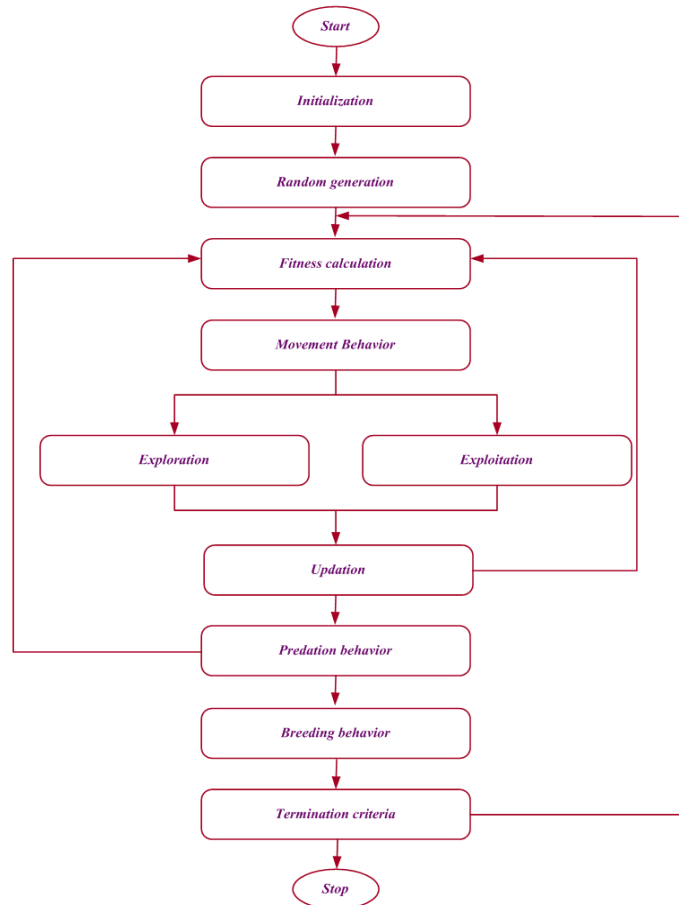 Start
Initialization
Random generation
Fitness calculation
Movement Behavior
Exploration
Exploitation
Updation
Predation behavior
Breeding behavior
Termination criteria
Stop